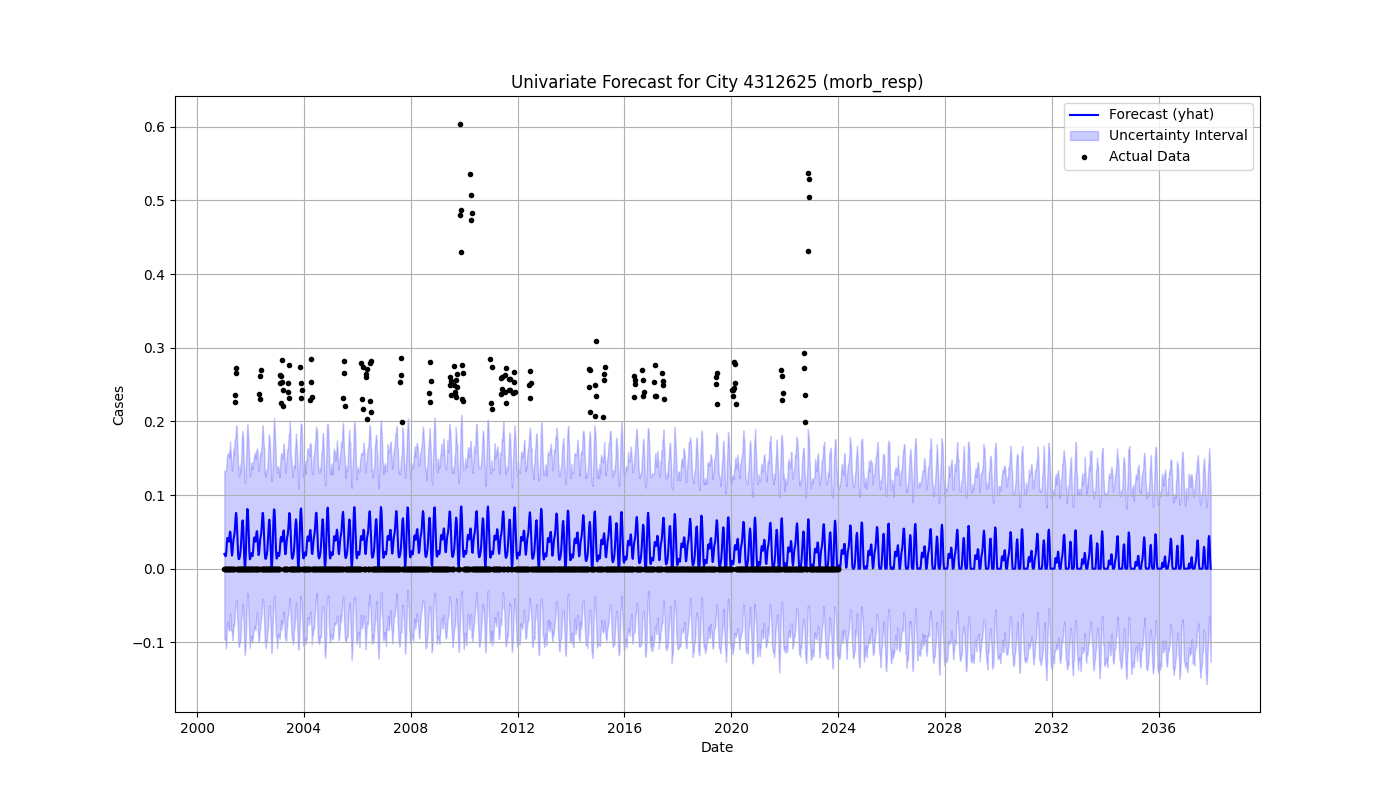 Univariate Forecast for City 4312625 (morb_resp)
Forecast (yhat)
Uncertainty Interval
Actual Data
Cases
0.6
0.5
0.4
0.3
0.2
0.1
0.0
−0.1
2000 2004 2008 2012 2016 2020 2024 2028 2032 2036
Date